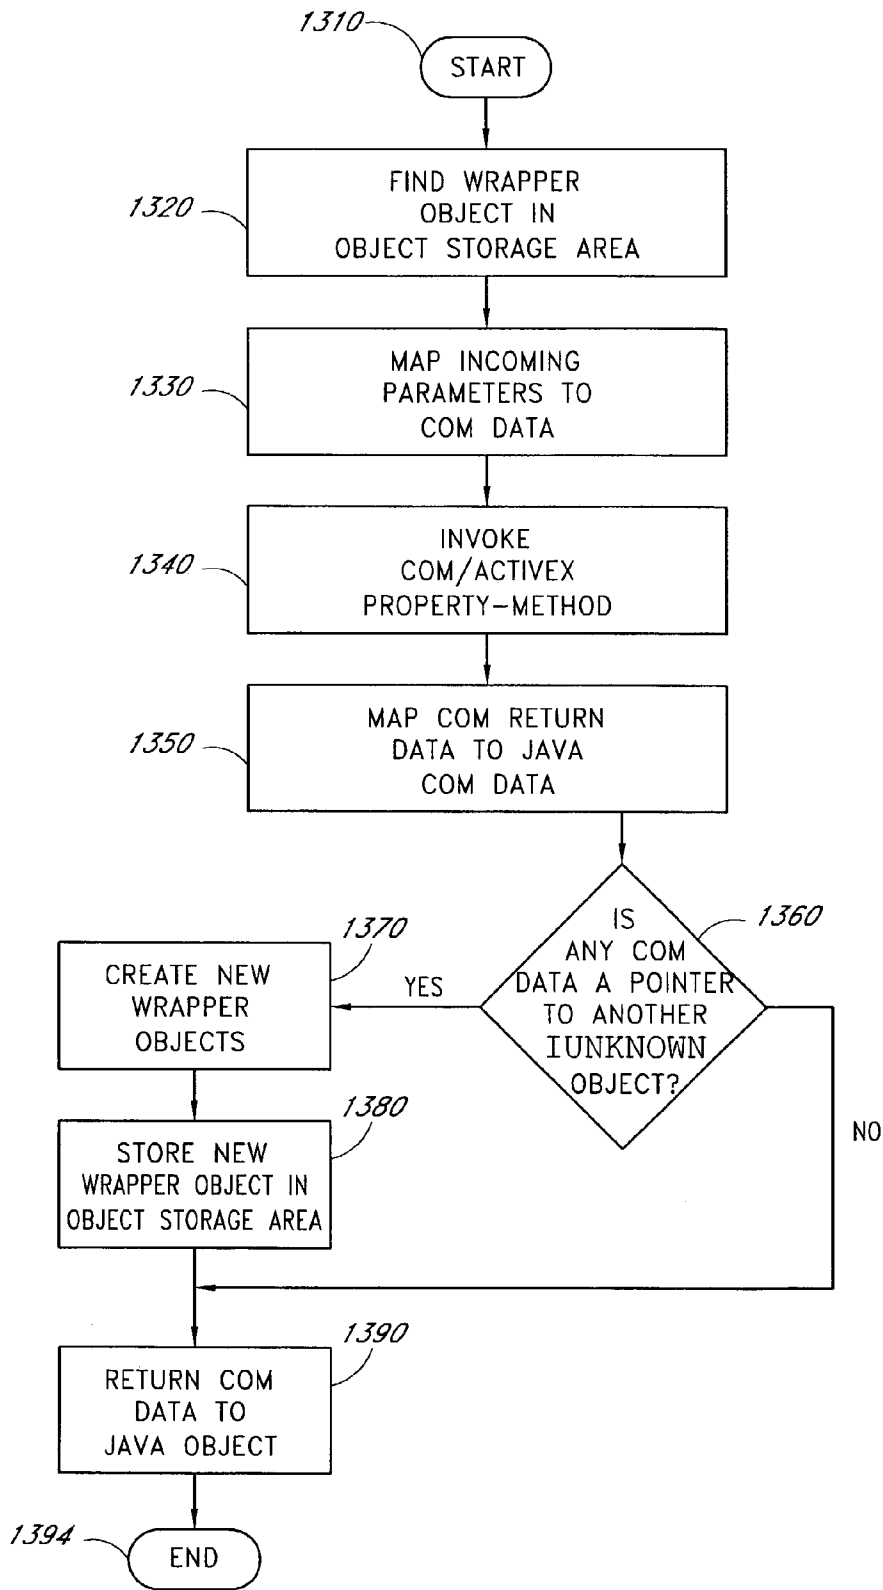 1310
START
1320
FIND WRAPPER
OBJECT IN
OBJECT STORAGE AREA
1330
MAP INCOMING
PARAMETERS TO
COM DATA
1340
INVOKE
COM/ACTIVEX
PROPERTY-METHOD
1350
MAP COM RETURN
DATA TO JAVA
COM DATA
1360
IS
ANY COM
DATA A POINTER
TO ANOTHER
IUNKNOWN
OBJECT?
YES
NO
1370
CREATE NEW
WRAPPER
OBJECTS
1380
STORE NEW
WRAPPER OBJECT IN
OBJECT STORAGE AREA
1390
RETURN COM
DATA TO
JAVA OBJECT
1394
END